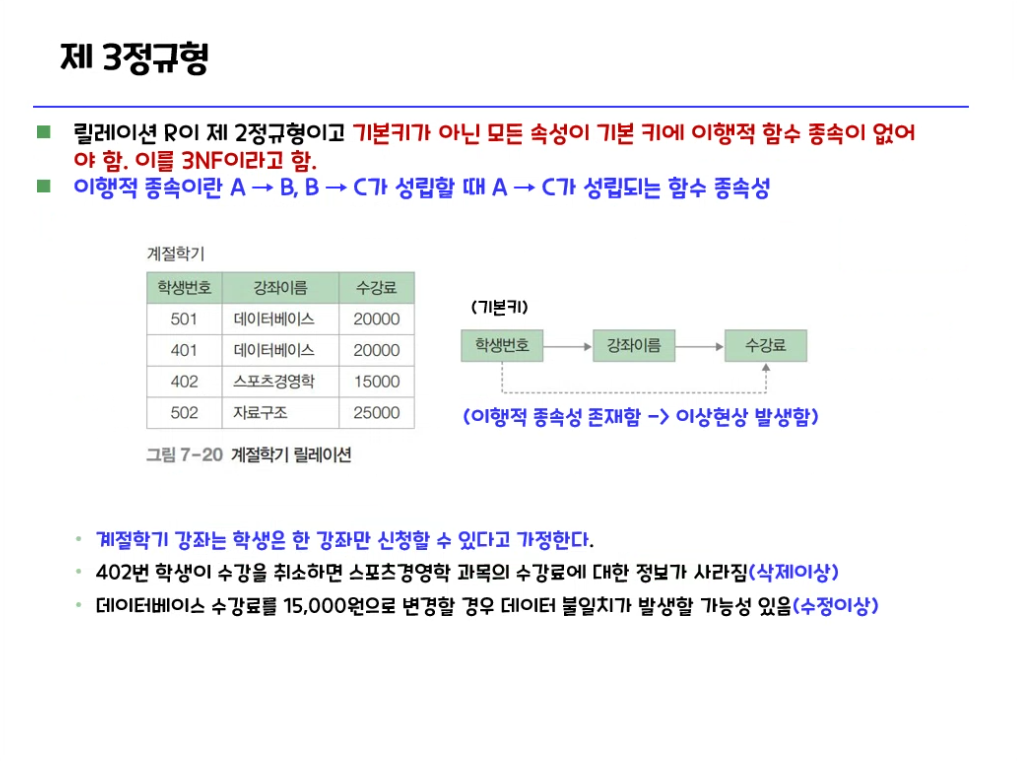 제 3정규형
■ 릴레이션 R이 제 2정규형이고 기본키가 아닌 모든 속성이 기본 키에 이행적 함수 종속이 없어
야 함. 이를 3NF이라고 함.
■ 이행적 종속이란 A → B, B → C가 성립할 때 A → C가 성립되는 함수 종속성
계절학기
학생번호 강좌이름 수강료
501 데이터베이스 20000
401 데이터베이스 20000
402 스포츠경영학 15000
502 자료구조 25000
그림 7-20 계절학기 릴레이션
(기본키)
학생번호 → 강좌이름 → 수강료
(이행적 종속성 존재함 -> 이상현상 발생함)
• 계절학기 강좌는 학생은 한 강좌만 신청할 수 있다고 가정한다.
• 402번 학생이 수강을 취소하면 스포츠경영학 과목의 수강료에 대한 정보가 사라짐(삭제이상)
• 데이터베이스 수강료를 15,000원으로 변경할 경우 데이터 불일치가 발생할 가능성 있음(수정이상)